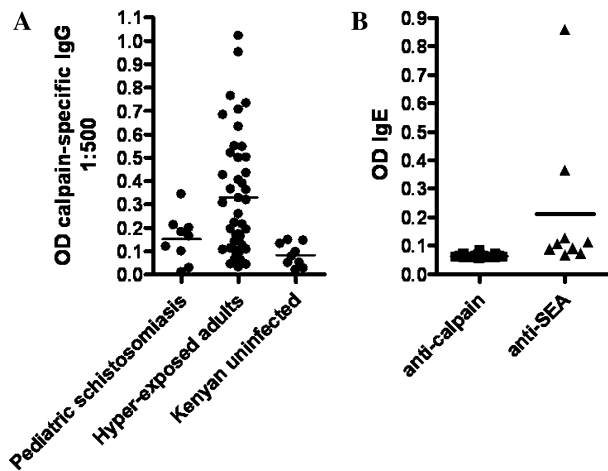 A
OD calpain-specific IgG
1:500
1.1
1.0
0.9
0.8
0.7
0.6
0.5
0.4
0.3
0.2
0.1
0.0
Pediatric schistosomiasis
Hyper-exposed adults
Kenyan uninfected
B
OD IgE
0.9
0.8
0.7
0.6
0.5
0.4
0.3
0.2
0.1
0.0
anti-calpain
anti-SEA